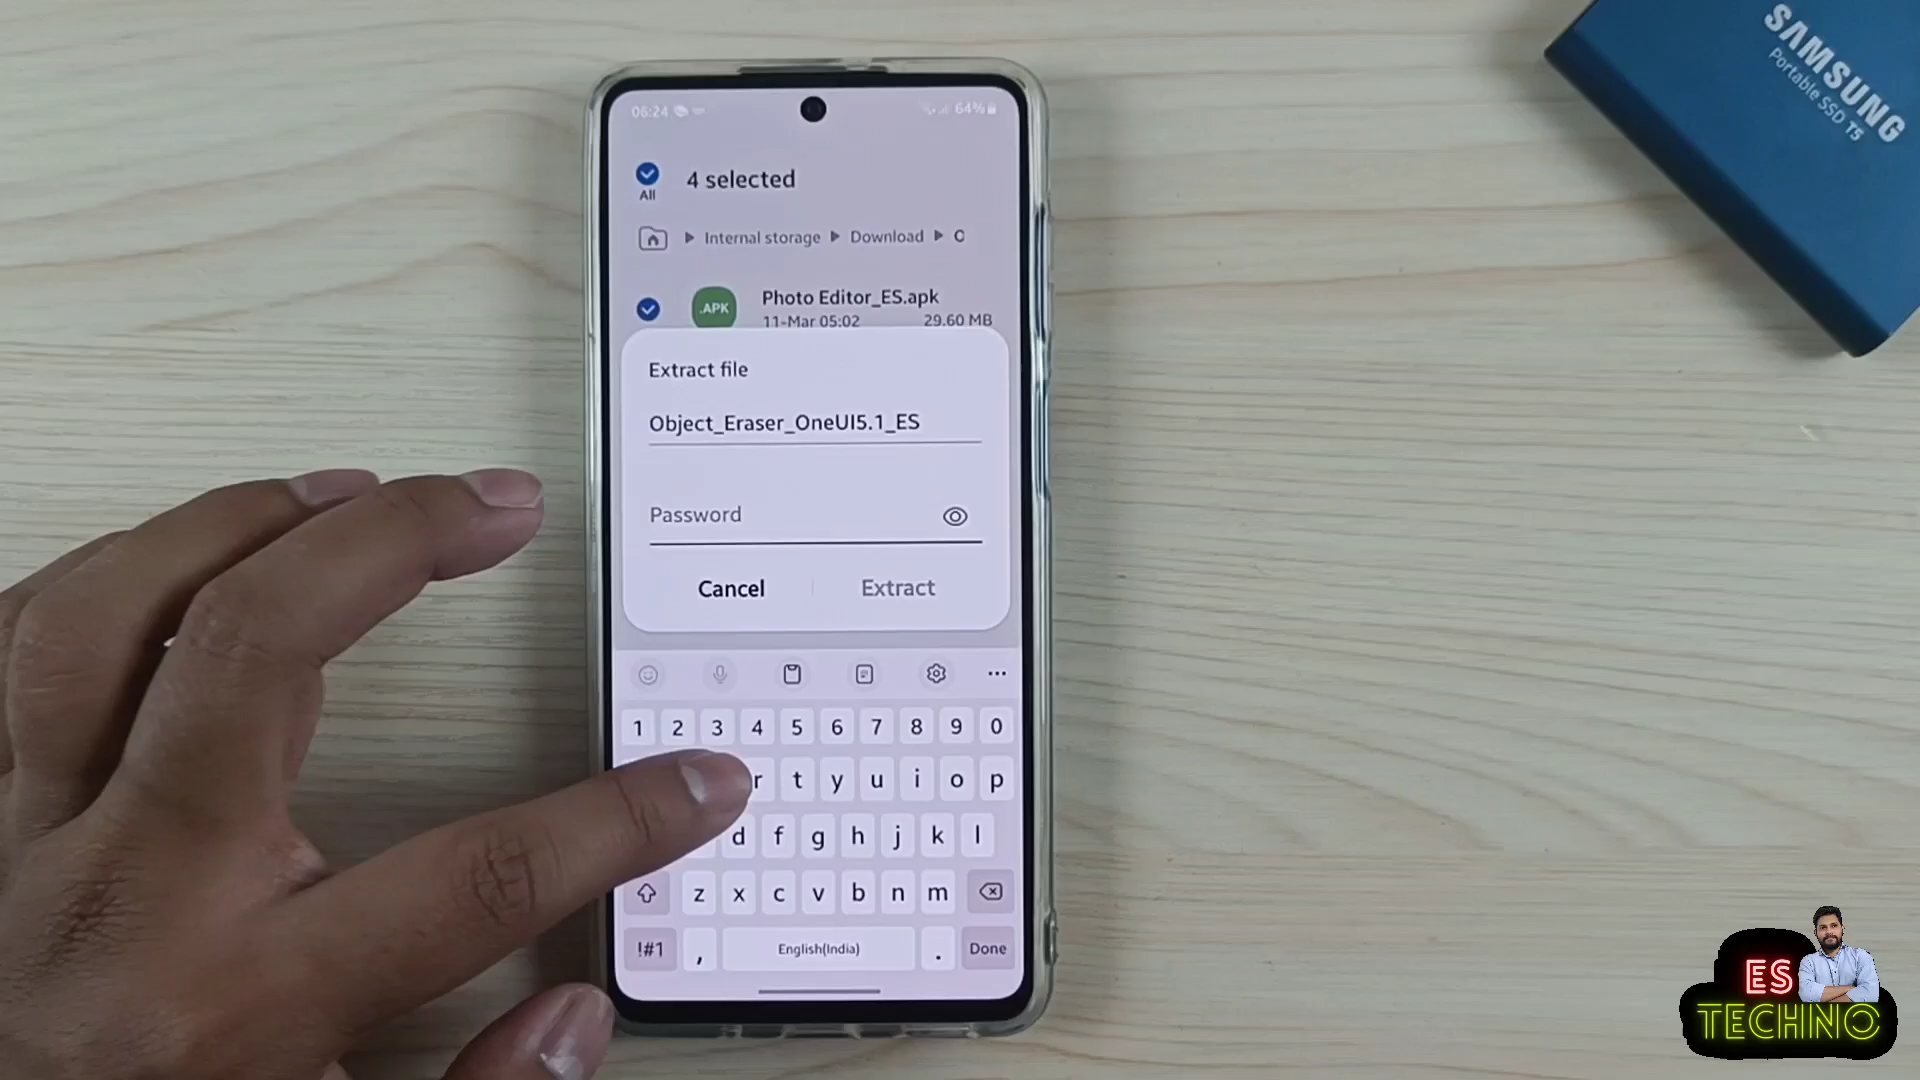 SAMSUNG
Portable SSD T5
06:24
64%
4 selected
All
Internal storage
Download
Photo Editor_ES.apk
.APK
11-Mar 05:02
29.60 MB
Extract file
Object_Eraser_OneUI5.1_ES
Password
Cancel
Extract
1 2 3 4 5 6 7 8 9 0
r t y u i o p
d f g h j k l
z x c v b n m
!#1 , English(India) . Done
ES
TECHNO